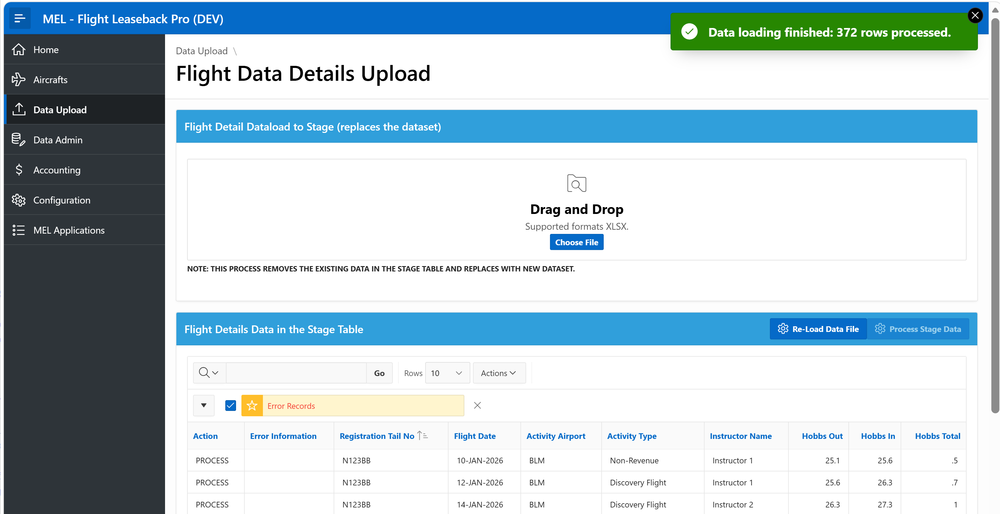 MEL - Flight Leaseback Pro (DEV)
Data loading finished: 372 rows processed.
Home
Aircrafts
Data Upload
Data Admin
Accounting
Configuration
MEL Applications
Data Upload \
Flight Data Details Upload
Flight Detail Dataload to Stage (replaces the dataset)
Drag and Drop
Supported formats XLSX.
Choose File
NOTE: THIS PROCESS REMOVES THE EXISTING DATA IN THE STAGE TABLE AND REPLACES WITH NEW DATASET.
Flight Details Data in the Stage Table
Re-Load Data File
Process Stage Data
Go
Rows 10
Actions
Error Records
Action Error Information Registration Tail No Flight Date Activity Airport Activity Type Instructor Name Hobbs Out Hobbs In Hobbs Total
PROCESS N123BB 10-JAN-2026 BLM Non-Revenue Instructor 1 25.1 25.6 .5
PROCESS N123BB 12-JAN-2026 BLM Discovery Flight Instructor 1 25.6 26.3 .7
PROCESS N123BB 14-JAN-2026 BLM Discovery Flight Instructor 2 26.3 27.3 1